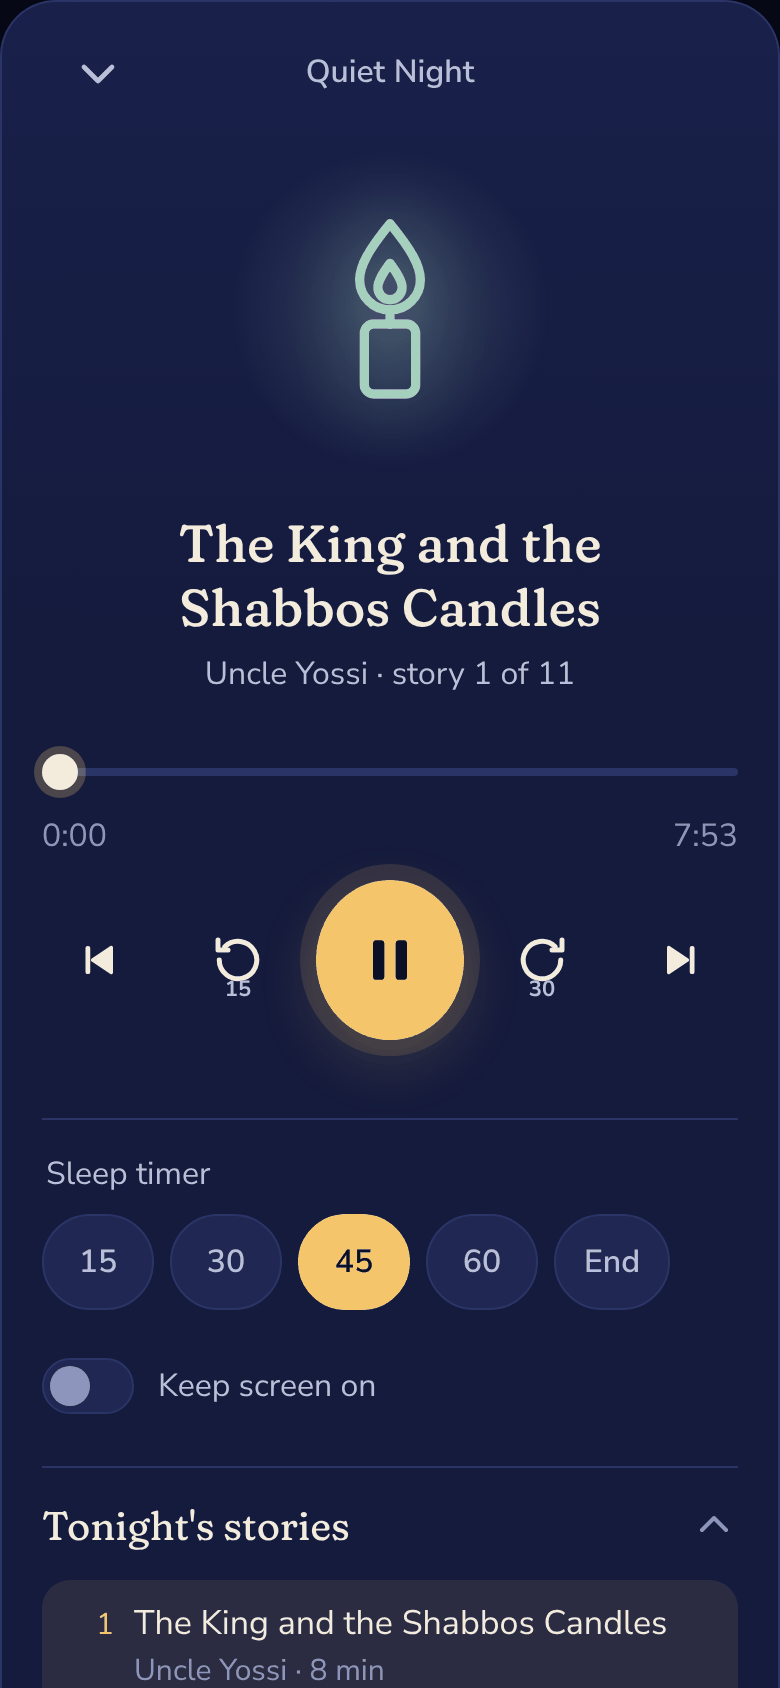 Quiet Night
The King and the
Shabbos Candles
Uncle Yossi · story 1 of 11
0:00
7:53
15
30
Sleep timer
15
30
45
60
End
Keep screen on
Tonight's stories
1
The King and the Shabbos Candles
Uncle Yossi · 8 min